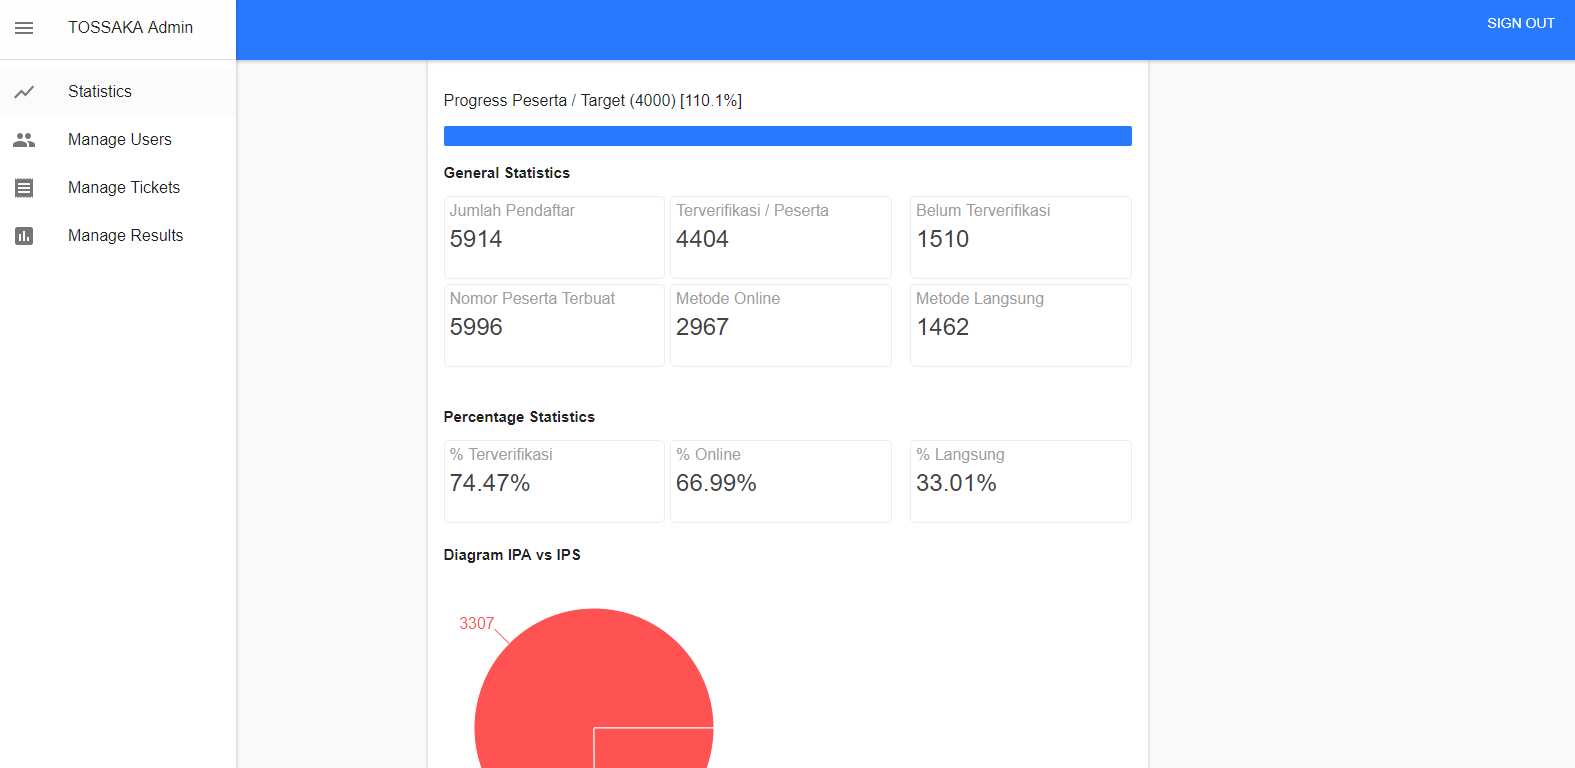 TOSSAKA Admin
SIGN OUT
Statistics
Manage Users
Manage Tickets
Manage Results
Progress Peserta / Target (4000) [110.1%]
General Statistics
Jumlah Pendaftar
5914
Terverifikasi / Peserta
4404
Belum Terverifikasi
1510
Nomor Peserta Terbuat
5996
Metode Online
2967
Metode Langsung
1462
Percentage Statistics
% Terverifikasi
74.47%
% Online
66.99%
% Langsung
33.01%
Diagram IPA vs IPS
3307